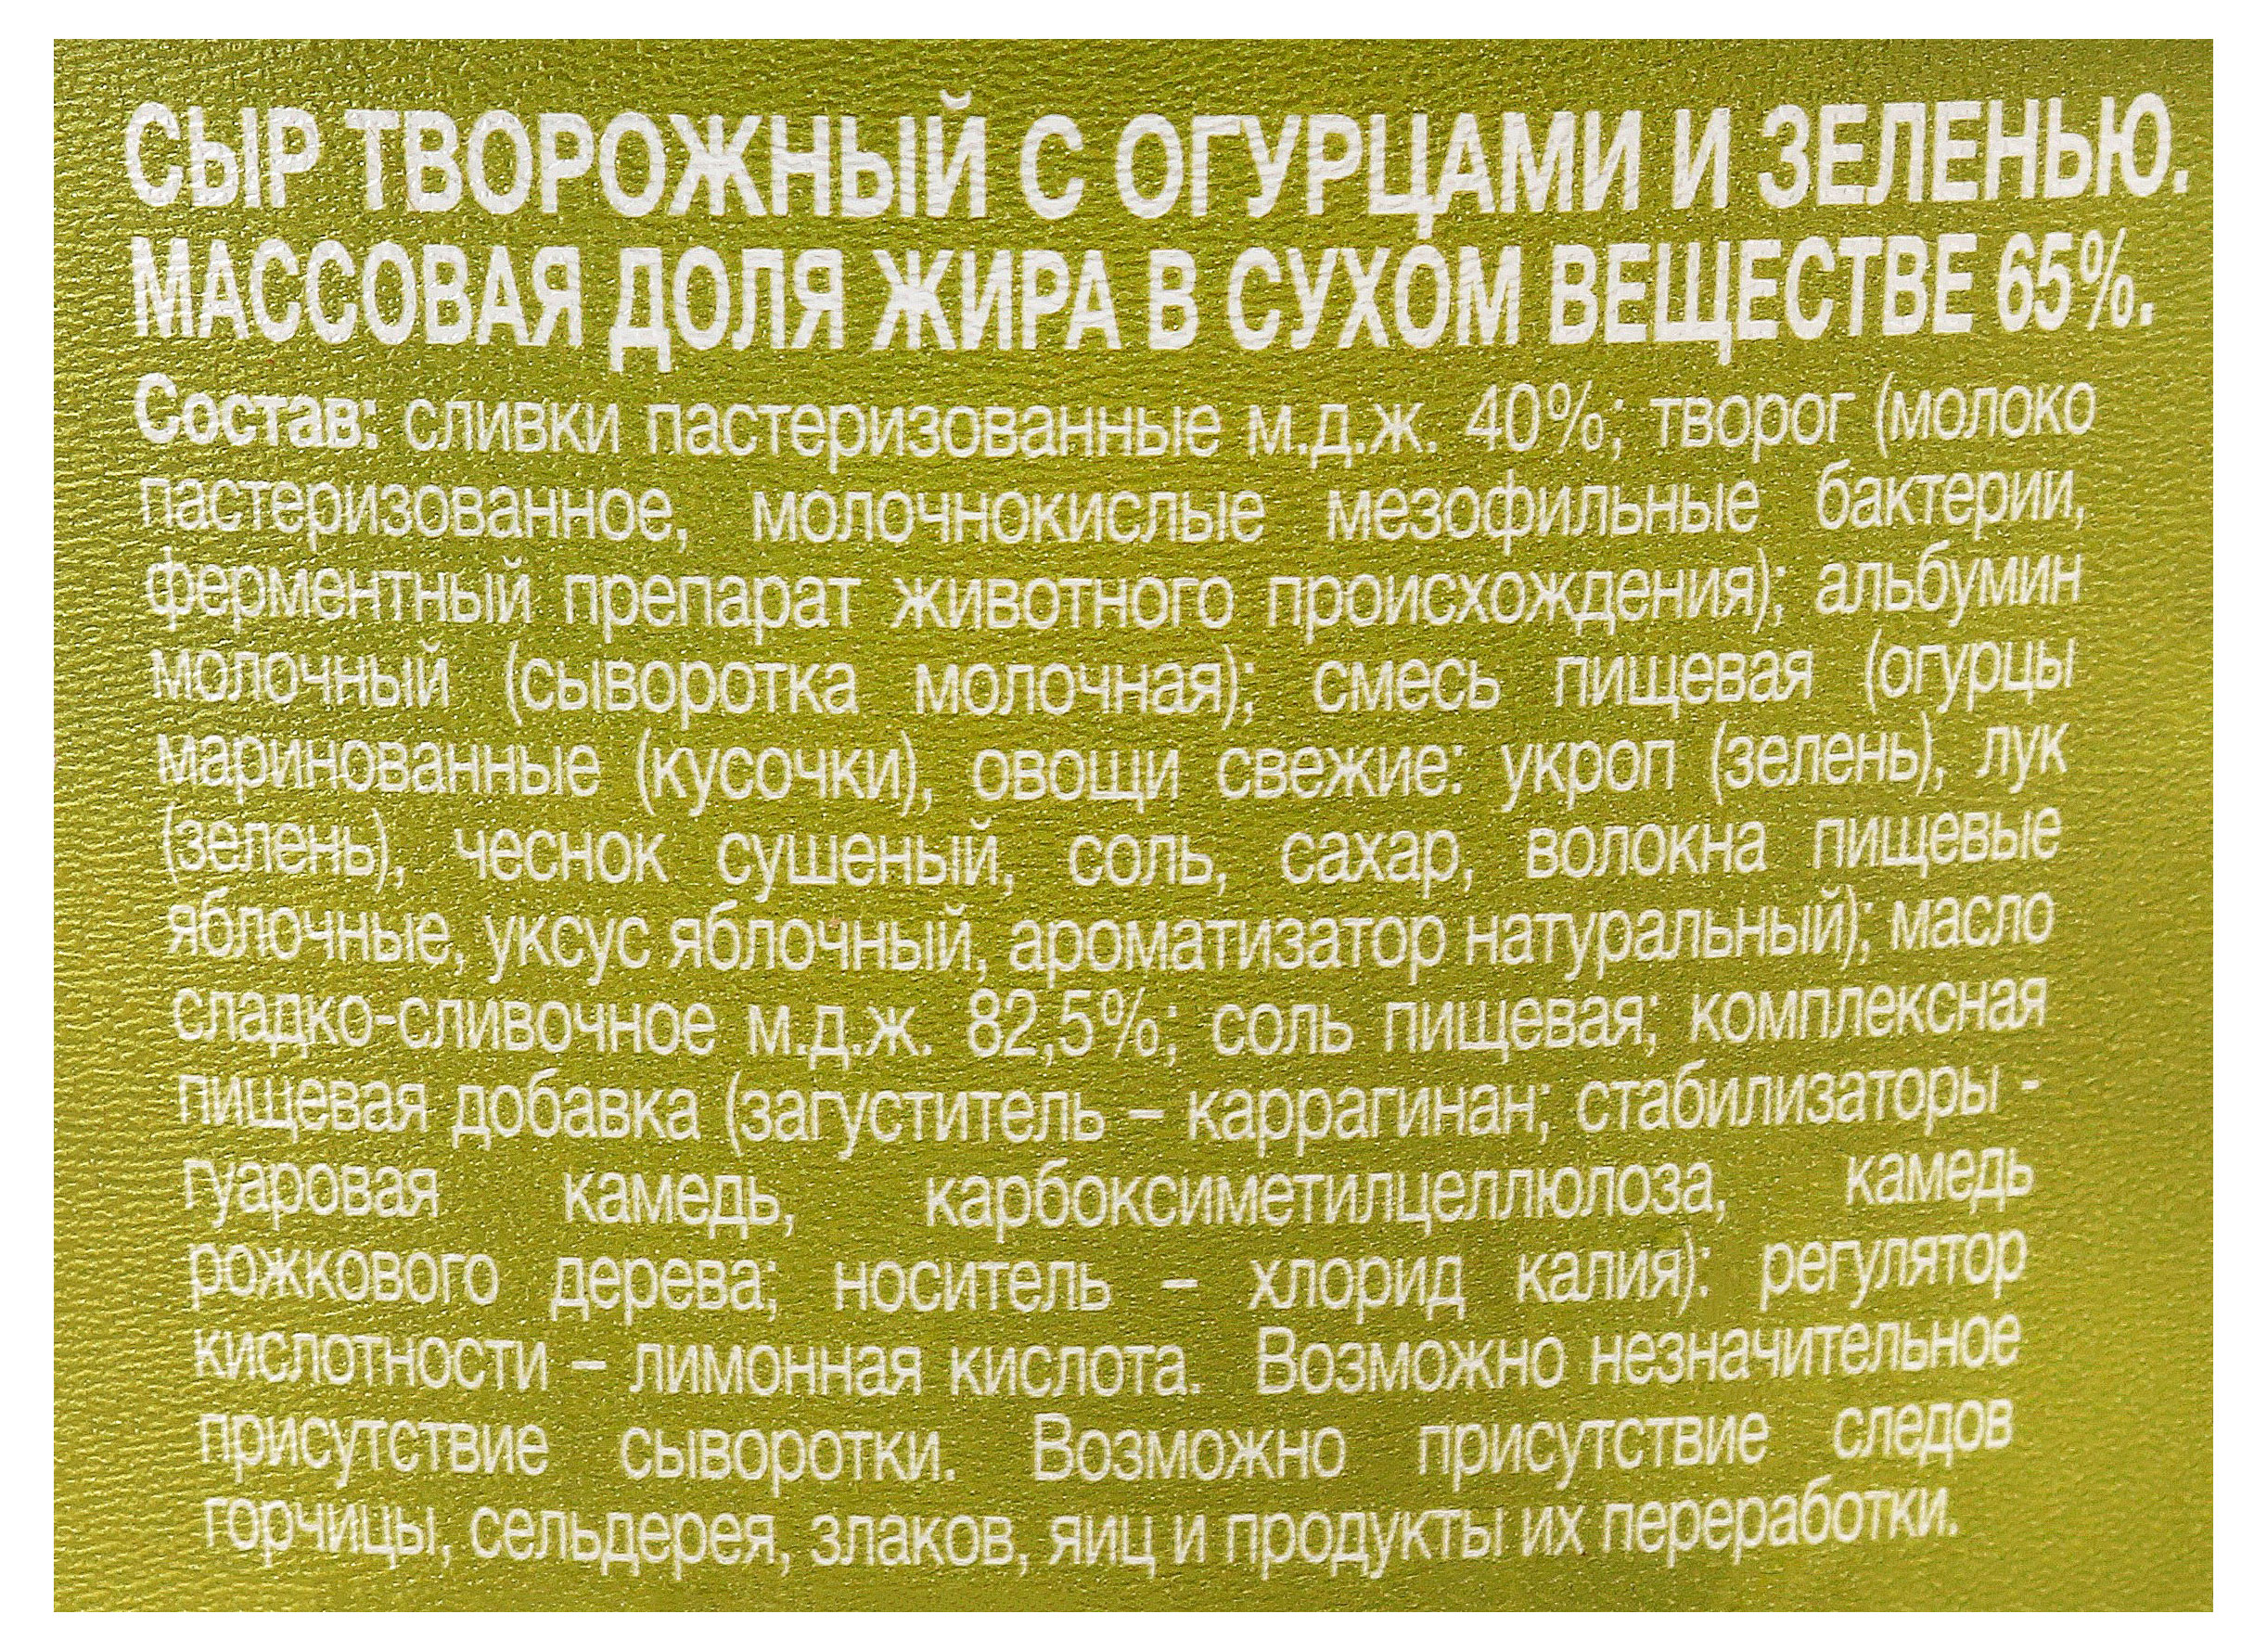 СЫР ТВОРОЖНЫЙ С ОГУРЦАМИ И ЗЕЛЕНЬЮ.
МАССОВАЯ ДОЛЯ ЖИРА В СУХОМ ВЕЩЕСТВЕ 65%.
Состав: сливки пастеризованные м.д.ж. 40%; творог (молоко
пастеризованное, молочнокислые мезофильные бактерии,
ферментный препарат животного происхождения); альбумин
молочный (сыворотка молочная); смесь пищевая (огурцы
маринованные (кусочки), овощи свежие: укроп (зелень), лук
(зелень), чеснок сушеный, соль, сахар, волокна пищевые
яблочные, уксус яблочный, ароматизатор натуральный); масло
сладко-сливочное м.д.ж. 82,5%; соль пищевая; комплексная
пищевая добавка (загуститель – каррагинан; стабилизаторы -
гуаровая камедь, карбоксиметилцеллюлоза, камедь
рожкового дерева; носитель – хлорид калия): регулятор
кислотности – лимонная кислота. Возможно незначительное
присутствие сыворотки. Возможно присутствие следов
горчицы, сельдерея, злаков, яиц и продукты их переработки.